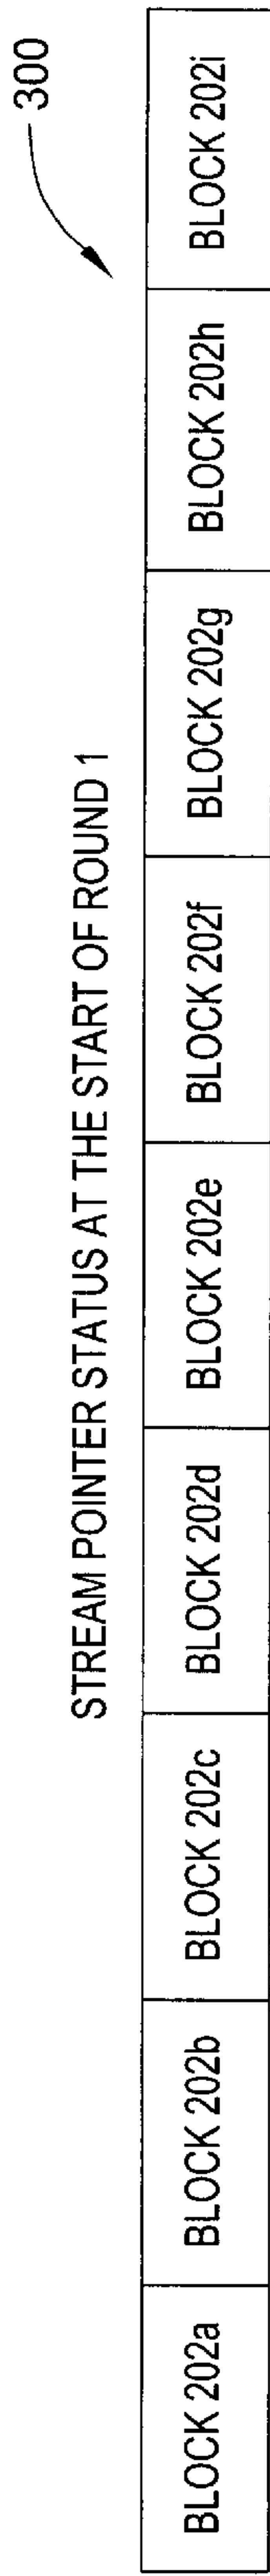 300
STREAM POINTER STATUS AT THE START OF ROUND 1
BLOCK 202a
BLOCK 202b
BLOCK 202c
BLOCK 202d
BLOCK 202e
BLOCK 202f
BLOCK 202g
BLOCK 202h
BLOCK 202i